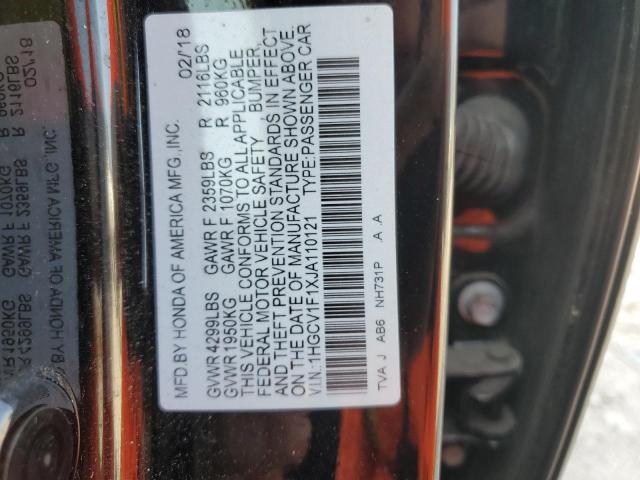 MFD.BY HONDA OF AMERICA MFG.,INC. 02/18
GVWR 4299LBS GAWR F 2359LBS R 2116LBS
GVWR 1950KG GAWR F 1070KG R 960KG
THIS VEHICLE CONFORMS TO ALL APPLICABLE
FEDERAL MOTOR VEHICLE SAFETY, BUMPER,
AND THEFT PREVENTION STANDARDS IN EFFECT
ON THE DATE OF MANUFACTURE SHOWN ABOVE.
V.I.N.:1HGCV1F1XJA110121 TYPE:PASSENGER CAR
TVA J AB6 NH731P .A .A